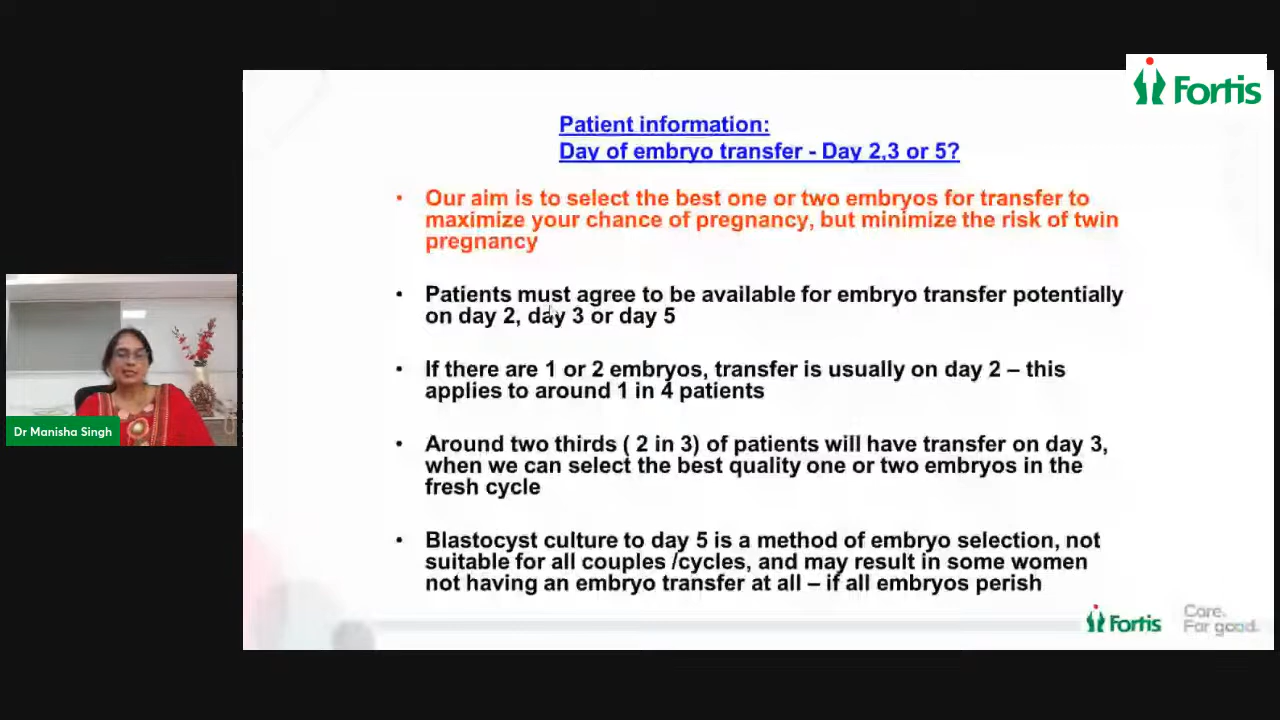 Fortis
Patient information:
Day of embryo transfer - Day 2,3 or 5?
• Our aim is to select the best one or two embryos for transfer to
maximize your chance of pregnancy, but minimize the risk of twin
pregnancy
• Patients must agree to be available for embryo transfer potentially
on day 2, day 3 or day 5
• If there are 1 or 2 embryos, transfer is usually on day 2 – this
applies to around 1 in 4 patients
• Around two thirds ( 2 in 3) of patients will have transfer on day 3,
when we can select the best quality one or two embryos in the
fresh cycle
• Blastocyst culture to day 5 is a method of embryo selection, not
suitable for all couples /cycles, and may result in some women
not having an embryo transfer at all – if all embryos perish
Dr Manisha Singh
Fortis
Care.
For good.